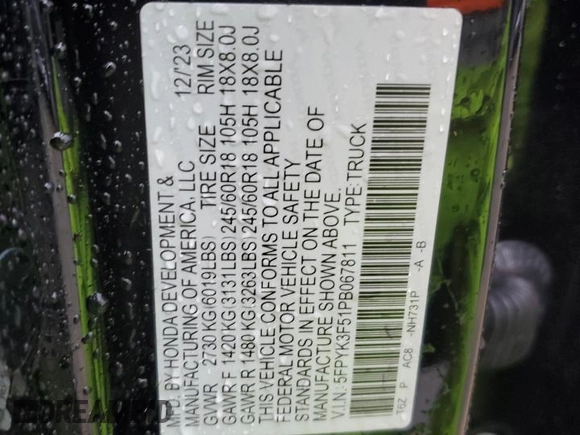 MFD. BY HONDA DEVELOPMENT &
MANUFACTURING OF AMERICA, LLC 12/23
GVWR 2730 KG(6019LBS) TIRE SIZE RIM SIZE
GAWR F 1420 KG(3131LBS)245/60R18 105H 18X8.0J
GAWR R 1480 KG(3263LBS)245/60R18 105H 18X8.0J
THIS VEHICLE CONFORMS TO ALL APPLICABLE
FEDERAL MOTOR VEHICLE SAFETY
STANDARDS IN EFFECT ON THE DATE OF
MANUFACTURE SHOWN ABOVE.
V.I.N.: 5FPYK3F51PB067811 TYPE:TRUCK
T6Z P AC8 -NH731P -A -B